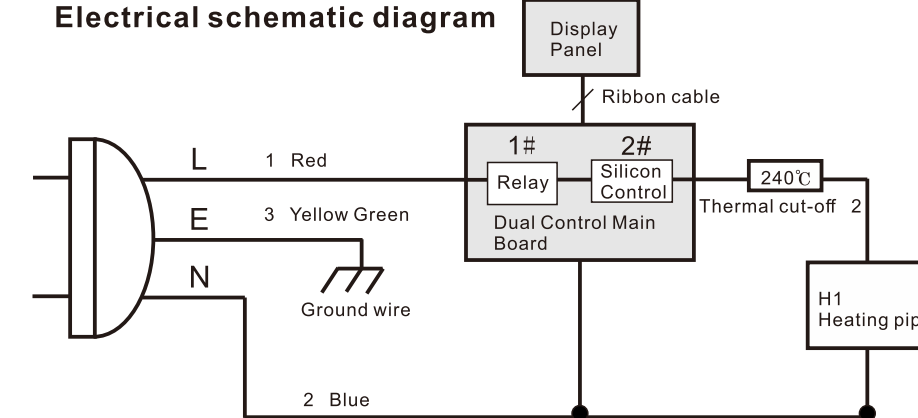 Electrical schematic diagram
Display
Panel
Ribbon cable
1#
2#
L
1 Red
Relay
Silicon
Control
240℃
Thermal cut-off 2
E
3 Yellow Green
Dual Control Main
Board
N
Ground wire
H1
Heating pip
2 Blue